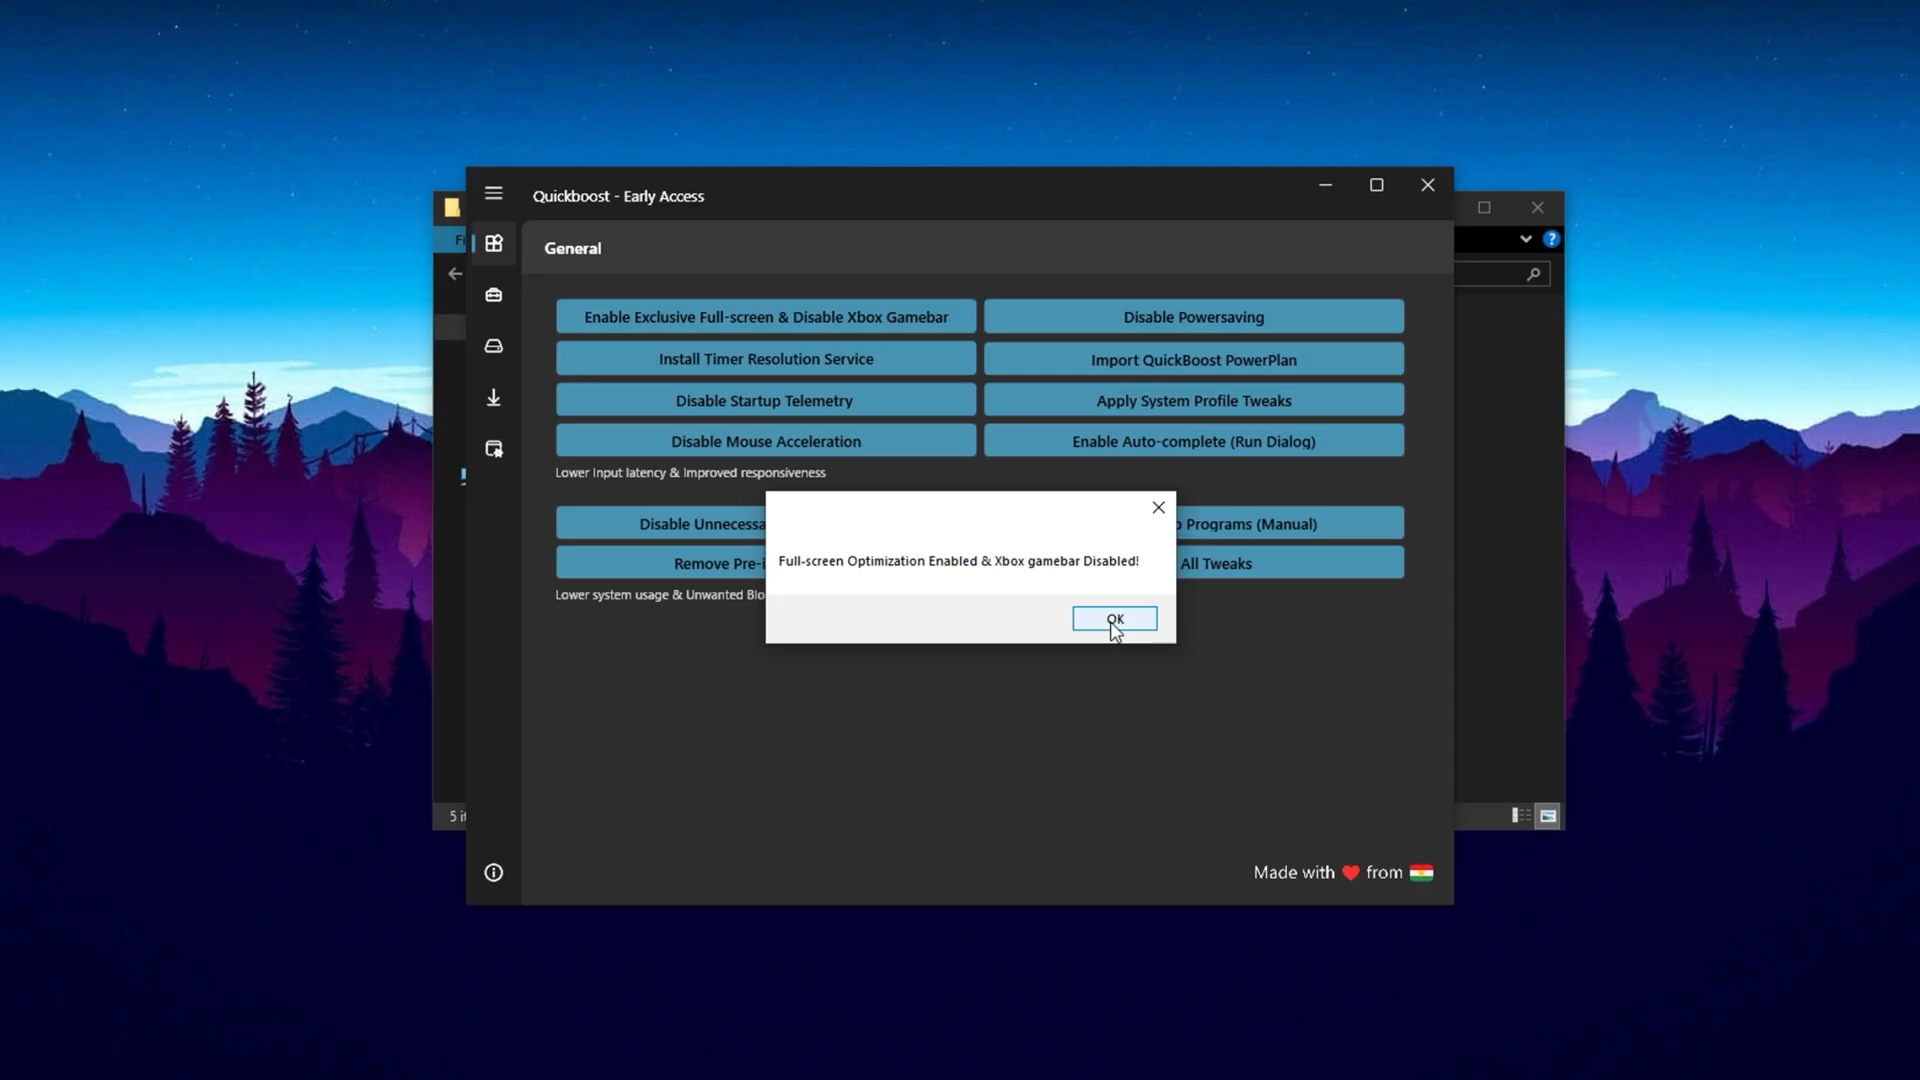 Quickboost - Early Access
Fi
General
Enable Exclusive Full-screen & Disable Xbox Gamebar
Disable Powersaving
Install Timer Resolution Service
Import QuickBoost PowerPlan
Disable Startup Telemetry
Apply System Profile Tweaks
Disable Mouse Acceleration
Enable Auto-complete (Run Dialog)
Lower Input latency & Improved responsiveness
Disable Unnecessa
Programs (Manual)
Full-screen Optimization Enabled & Xbox gamebar Disabled!
Remove Pre-i
All Tweaks
Lower system usage & Unwanted Blo
OK
5 it
Made with ❤ from